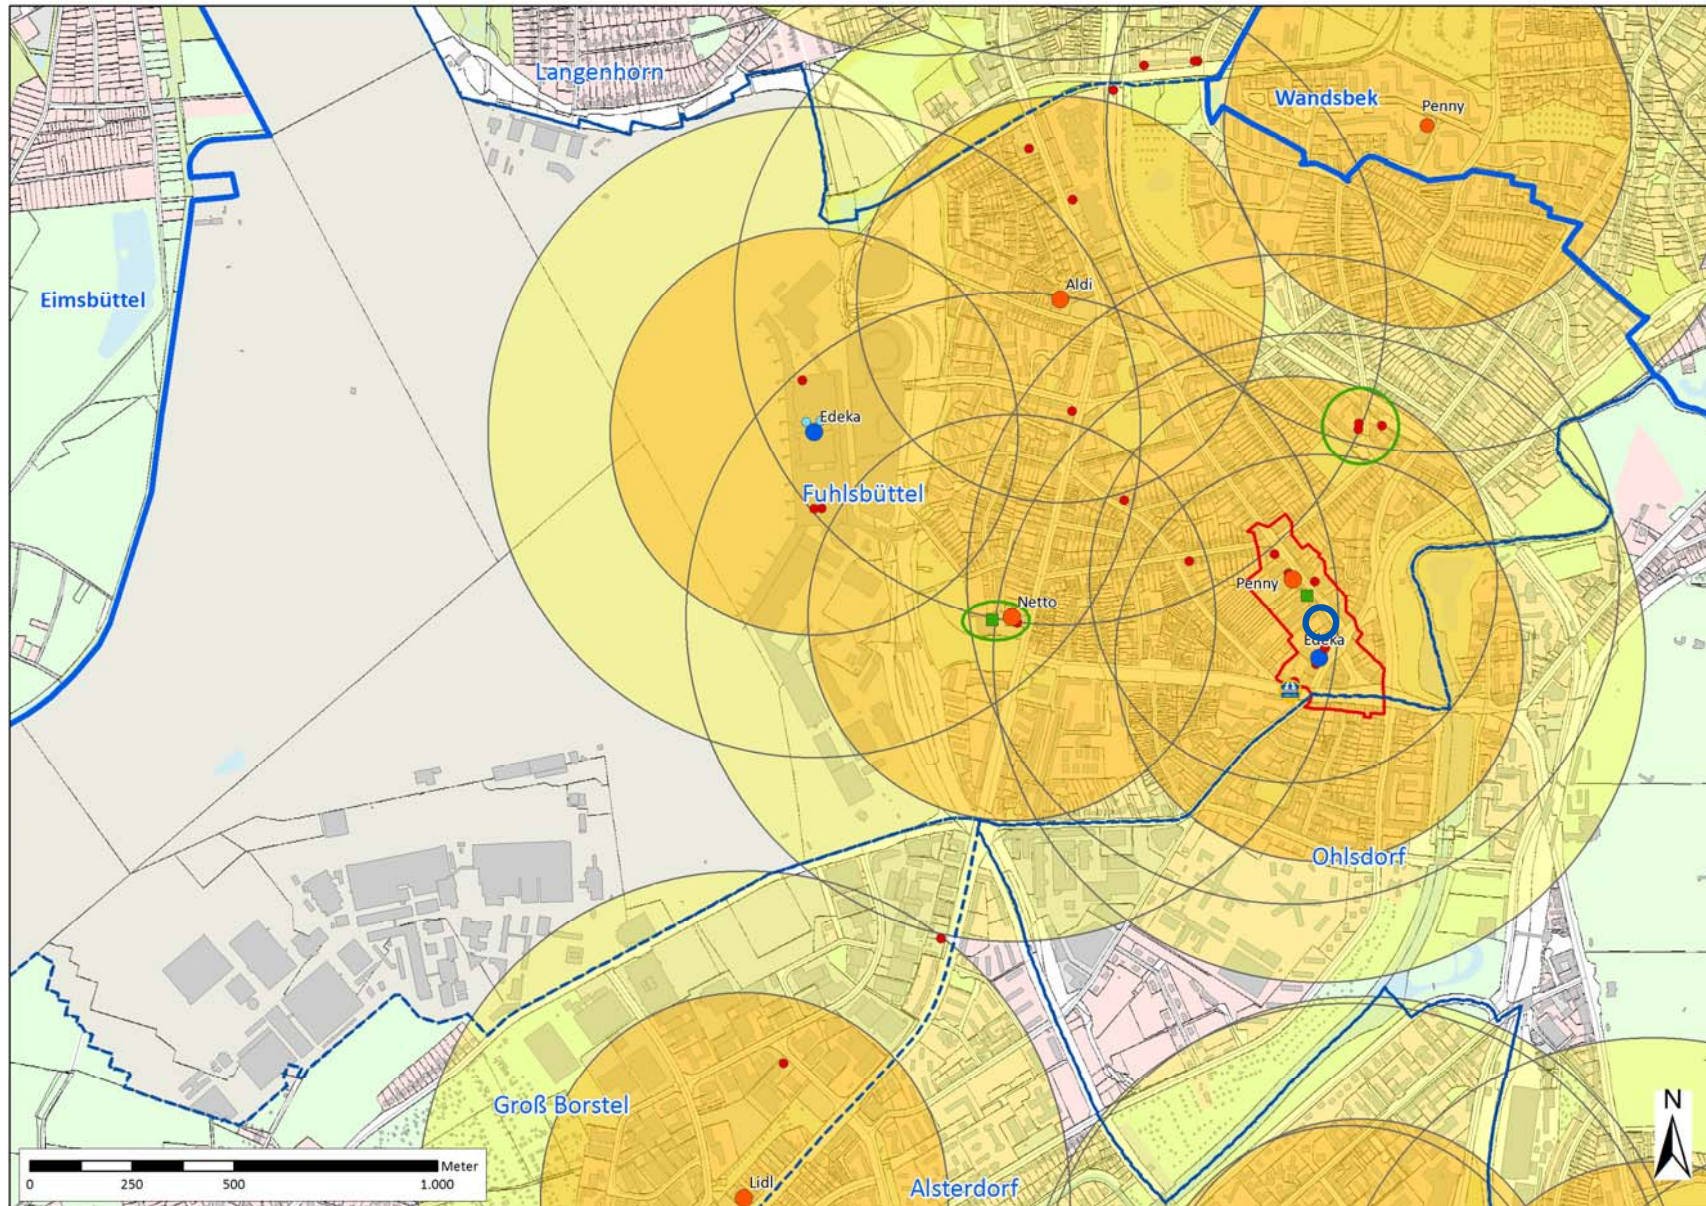 Langenhorn
Wandsbek
Penny
Eimsbüttel
Aldi
Edeka
Fuhlsbüttel
Penny
Netto
Edeka
Ohlsdorf
Groß Borstel
N
Meter
0 250 500 1.000
Lidl
Alsterdorf